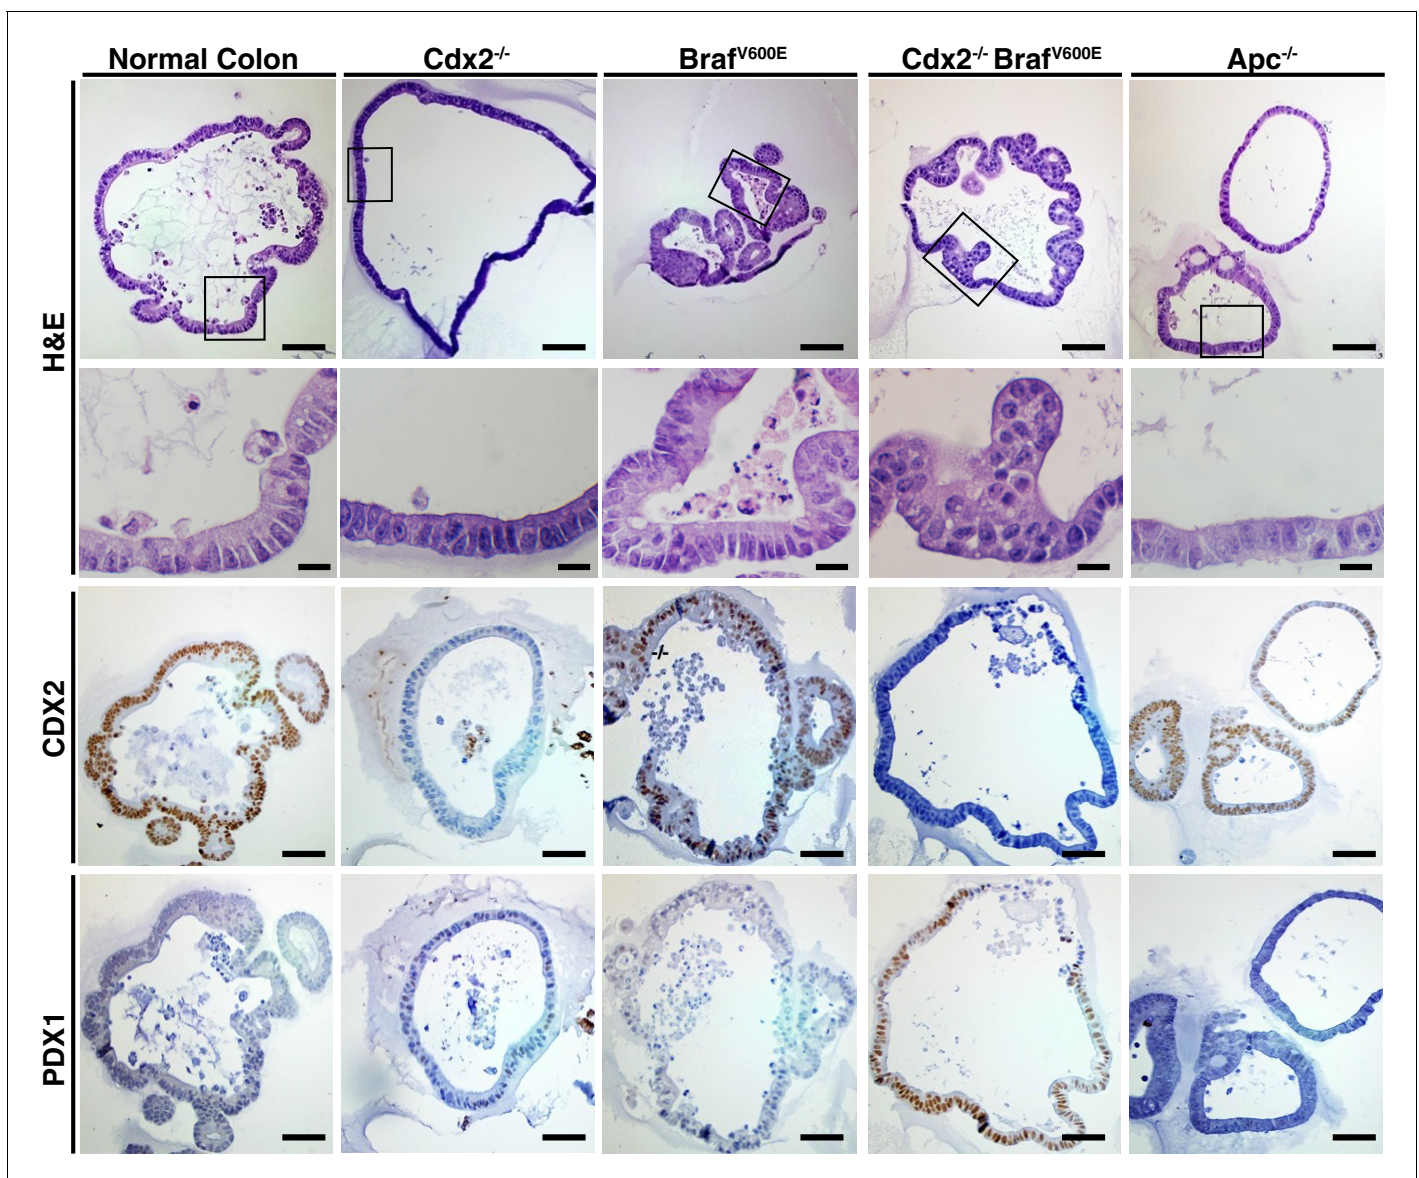 Normal Colon
Cdx2-/-
BrafV600E
Cdx2-/- BrafV600E
Apc-/-
H&E
CDX2
-/-
PDX1